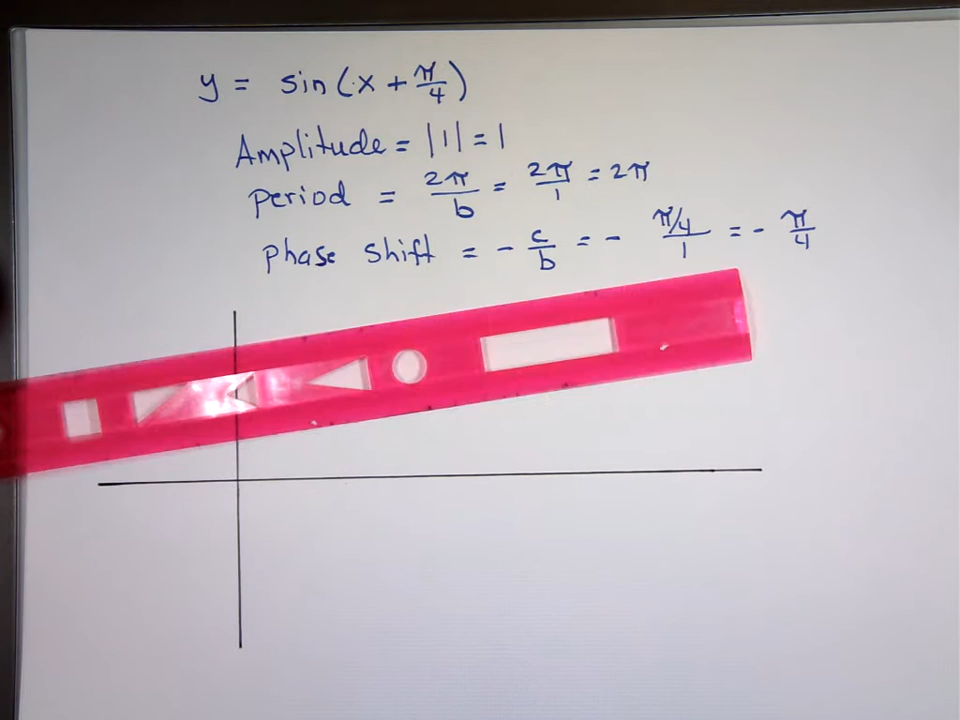 y = sin(x + π/4)
Amplitude = |1| = 1
period = 2π/b = 2π/1 = 2π
phase shift = - c/b = - π/4/1 = - π/4